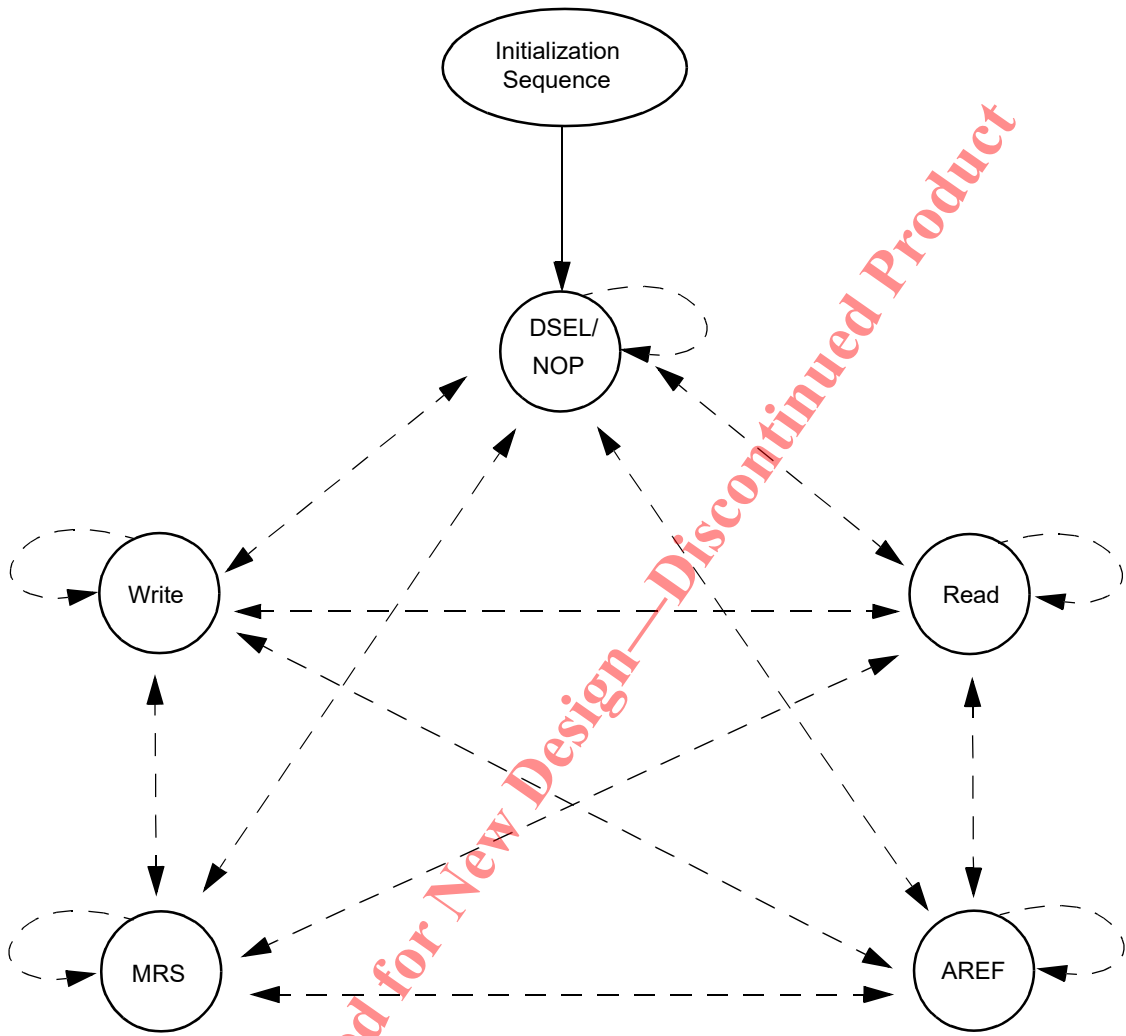 Initialization
Sequence
DSEL/
NOP
Write
Read
MRS
AREF
for New Design—Discontinued Product